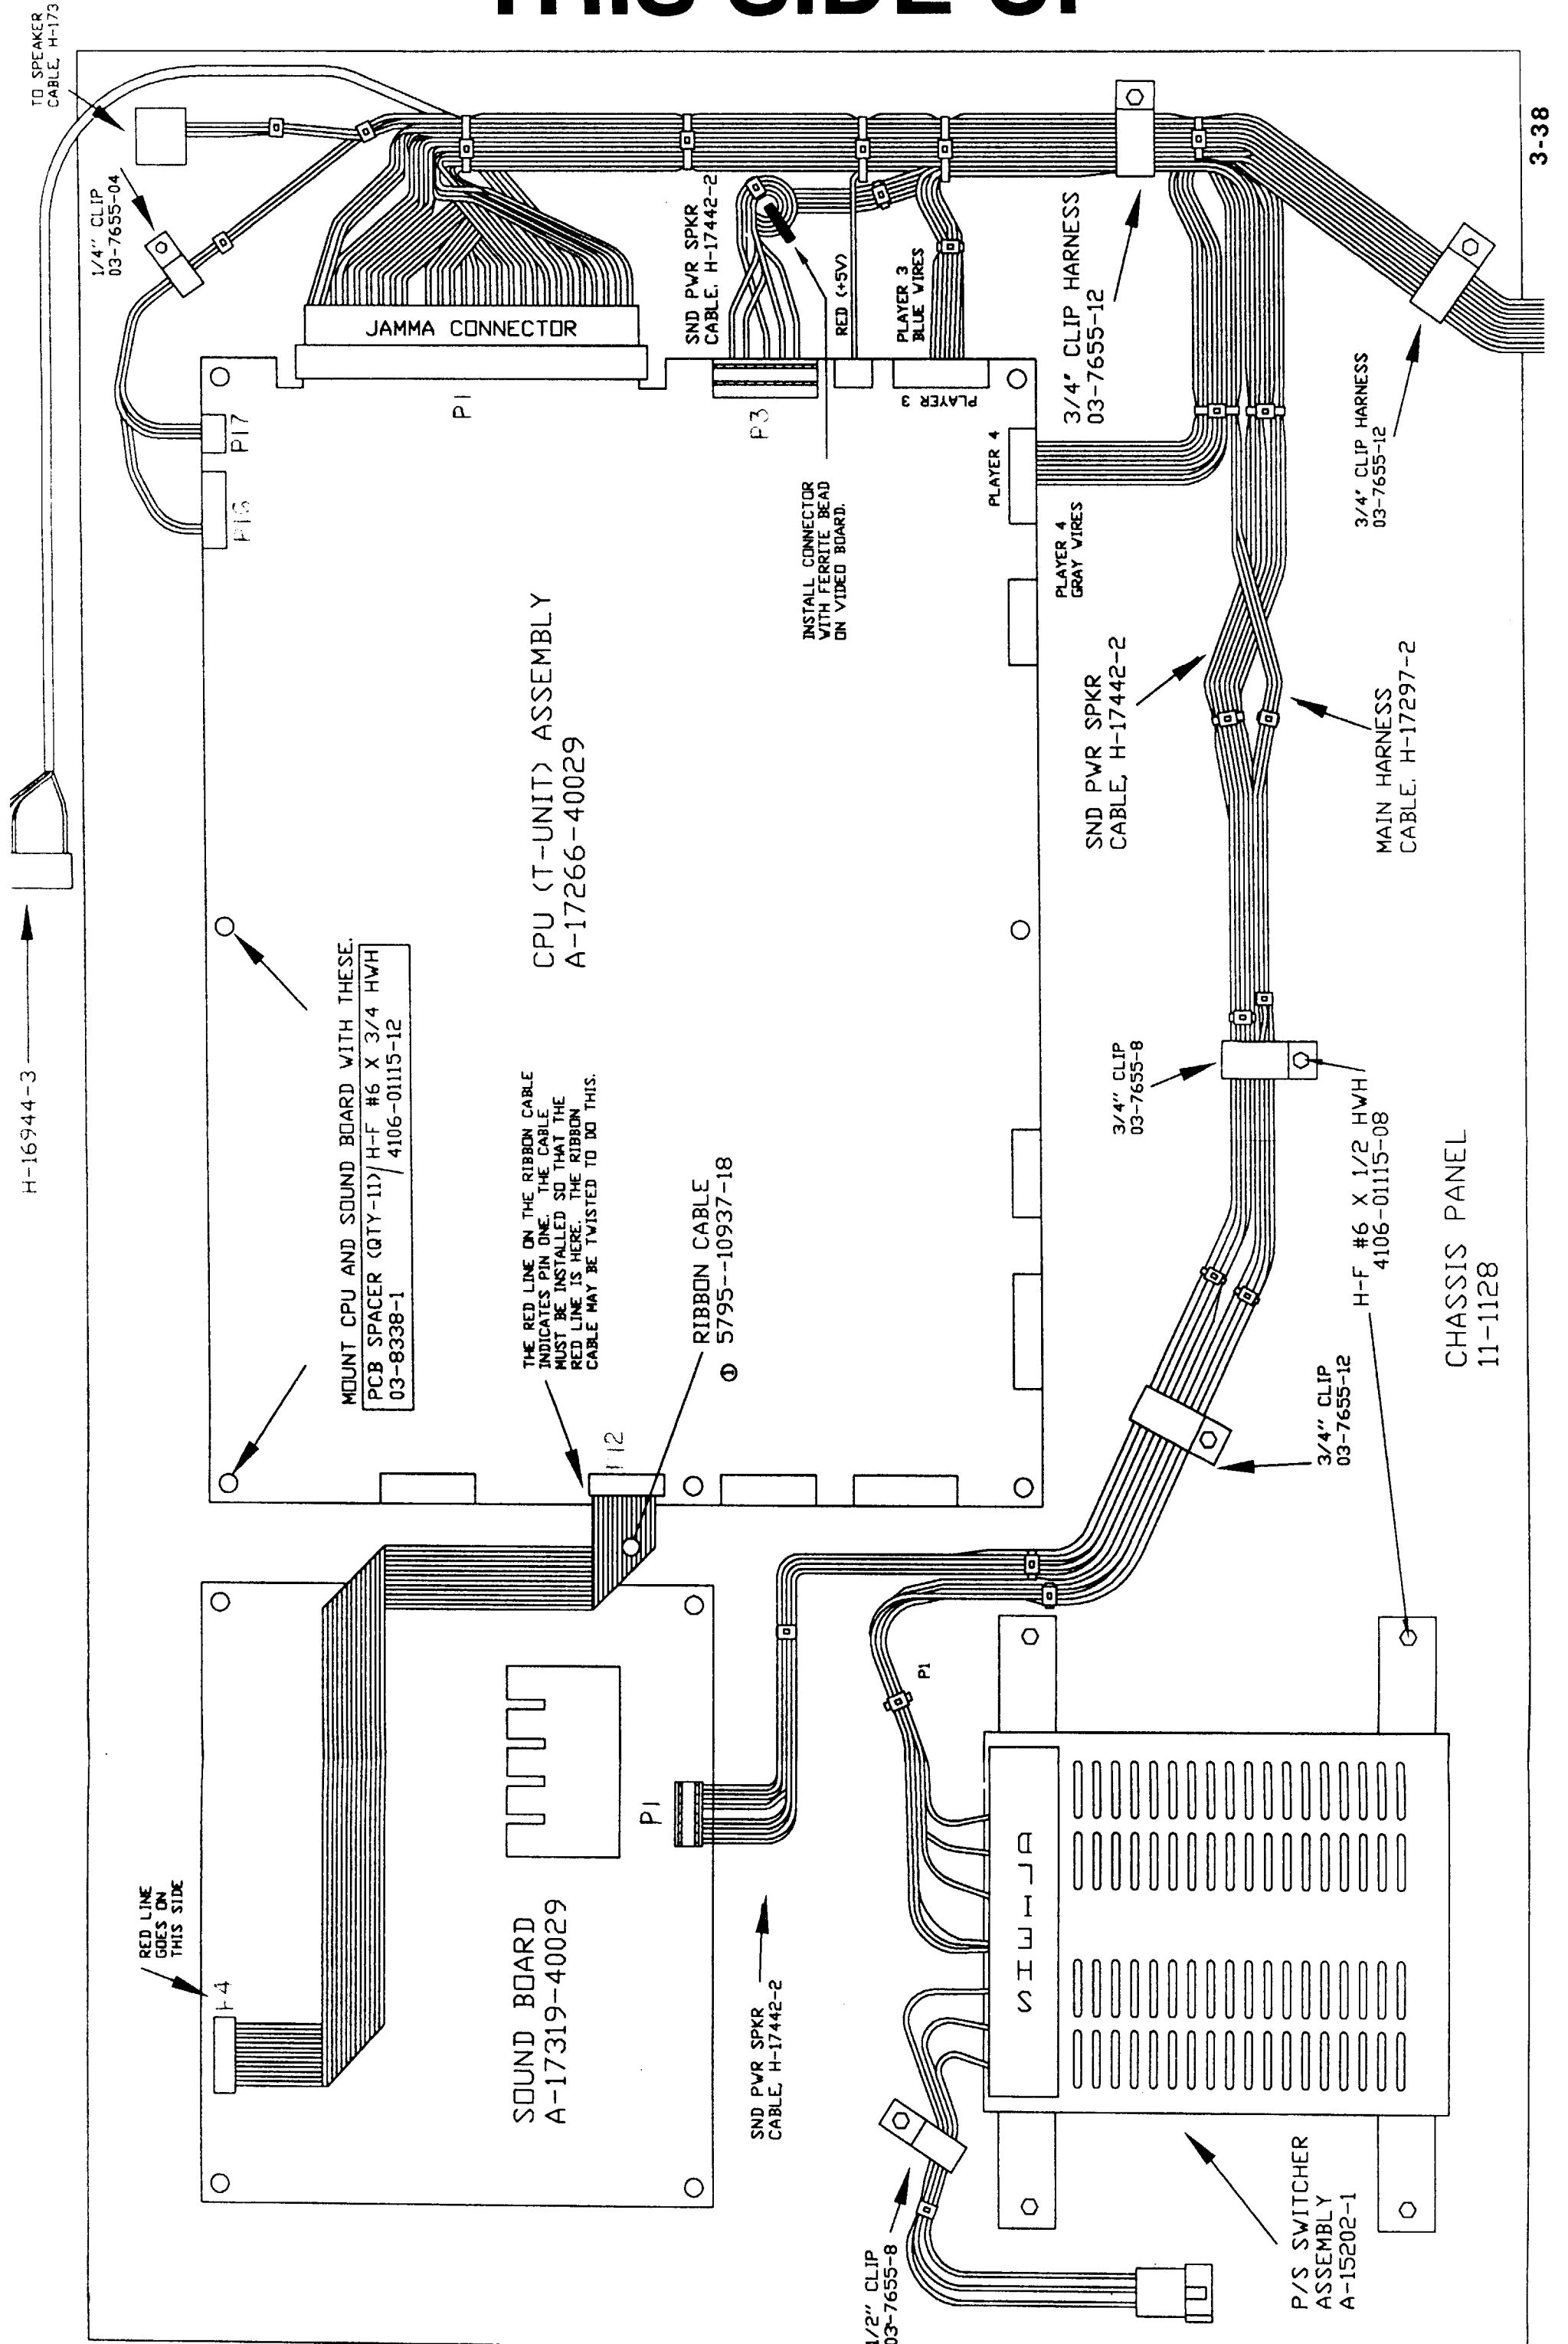 THIS SIDE UP
TO SPEAKER
CABLE, H-173
1/4" CLIP
03-7655-04
H-16944-3
JAMMA CONNECTOR
P1
P17
P16
SND PWR SPKR
CABLE, H-17442-2
P3
RED (+5V)
PLAYER 3
BLUE WIRES
PLAYER 3
INSTALL CONNECTOR
WITH FERRITE BEAD
ON VIDEO BOARD.
PLAYER 4
PLAYER 4
GRAY WIRES
3/4" CLIP HARNESS
03-7655-12
3/4" CLIP HARNESS
03-7655-12
3-38
CPU (T-UNIT) ASSEMBLY
A-17266-40029
MOUNT CPU AND SOUND BOARD WITH THESE.
PCB SPACER (QTY-11)/H-F #6 X 3/4 HWH
03-8338-1 / 4106-01115-12
THE RED LINE ON THE RIBBON CABLE
INDICATES PIN ONE. THE CABLE
MUST BE INSTALLED SO THAT THE
RED LINE IS HERE. THE RIBBON
CABLE MAY BE TWISTED TO DO THIS.
RIBBON CABLE
① 5795--10937-18
12
SND PWR SPKR
CABLE, H-17442-2
MAIN HARNESS
CABLE, H-17297-2
3/4" CLIP
03-7655-8
H-F #6 X 1/2 HWH
4106-01115-08
3/4" CLIP
03-7655-12
CHASSIS PANEL
11-1128
RED LINE
GOES ON
THIS SIDE
4
SOUND BOARD
A-17319-40029
P1
SND PWR SPKR
CABLE, H-17442-2
P1
SHIELD
1/2" CLIP
03-7655-8
P/S SWITCHER
ASSEMBLY
A-15202-1